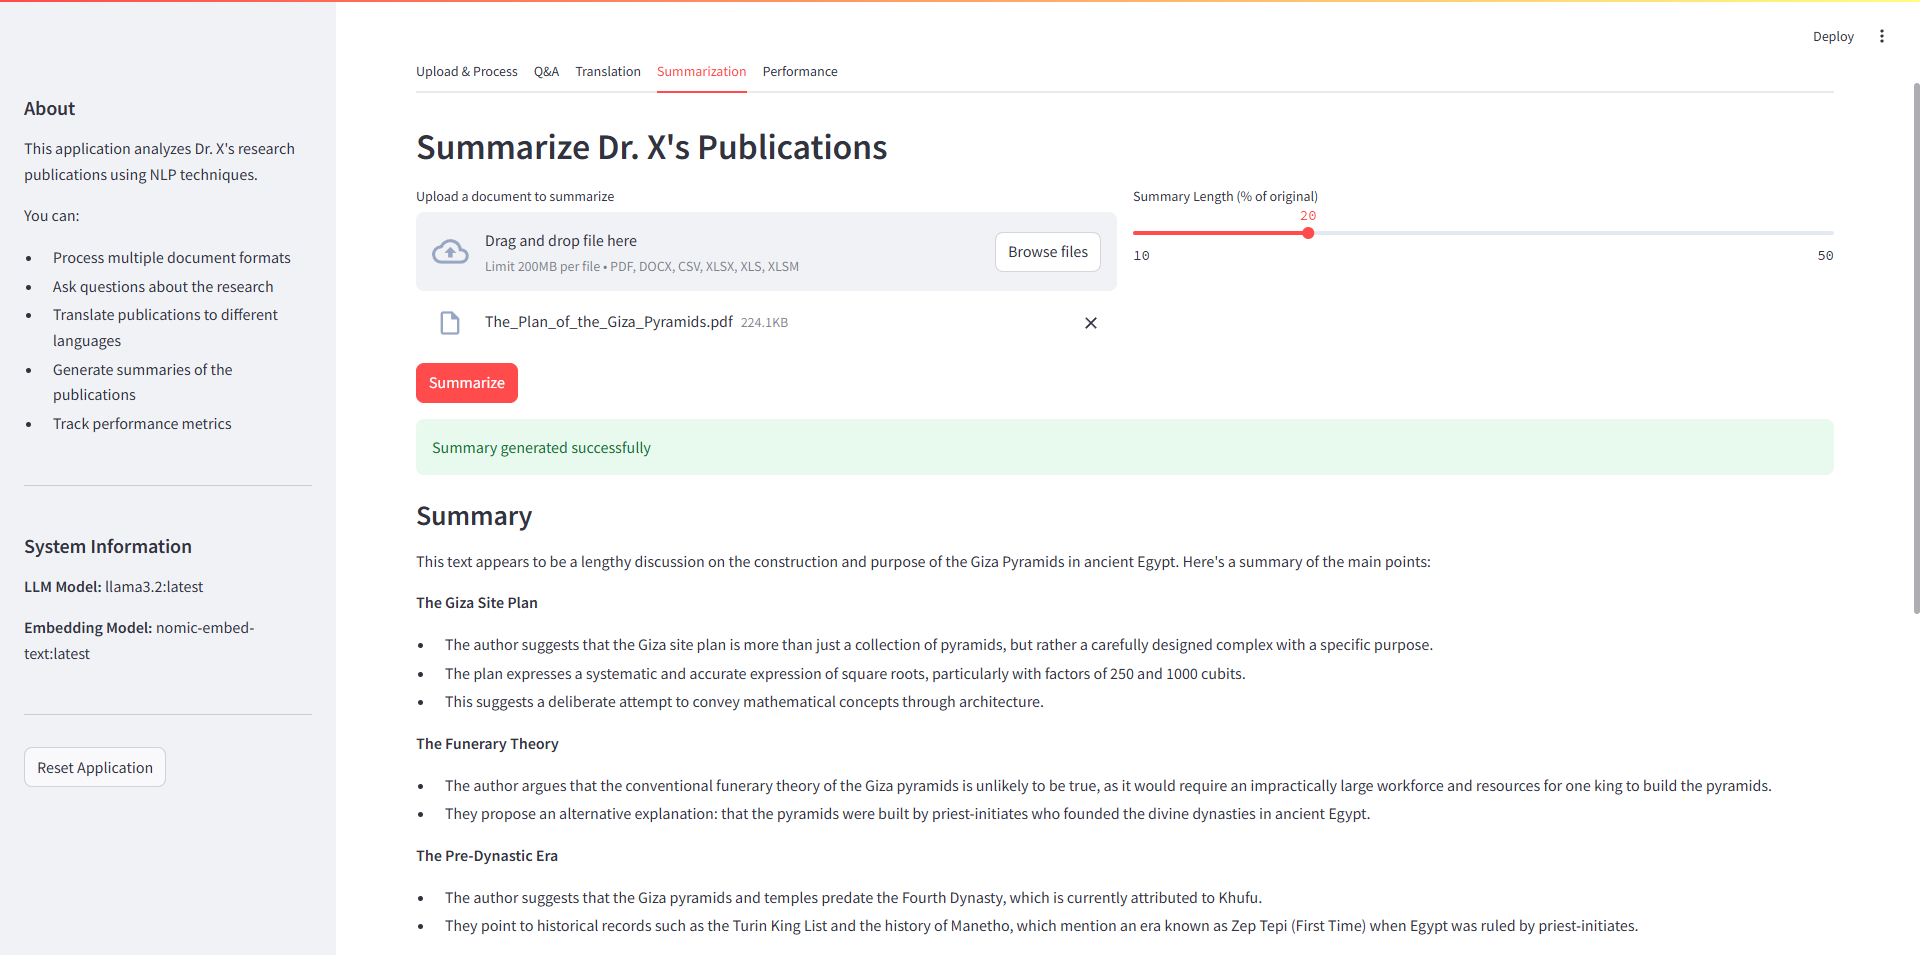 About
This application analyzes Dr. X's research
publications using NLP techniques.
You can:
Process multiple document formats
Ask questions about the research
Translate publications to different
languages
Generate summaries of the
publications
Track performance metrics
System Information
LLM Model: llama3.2:latest
Embedding Model: nomic-embed-
text:latest
Reset Application
Deploy
Upload & Process Q&A Translation Summarization Performance
Summarize Dr. X's Publications
Upload a document to summarize
Drag and drop file here
Limit 200MB per file • PDF, DOCX, CSV, XLSX, XLS, XLSM
Browse files
The_Plan_of_the_Giza_Pyramids.pdf 224.1KB
Summary Length (% of original)
20
10 50
Summarize
Summary generated successfully
Summary
This text appears to be a lengthy discussion on the construction and purpose of the Giza Pyramids in ancient Egypt. Here's a summary of the main points:
The Giza Site Plan
The author suggests that the Giza site plan is more than just a collection of pyramids, but rather a carefully designed complex with a specific purpose.
The plan expresses a systematic and accurate expression of square roots, particularly with factors of 250 and 1000 cubits.
This suggests a deliberate attempt to convey mathematical concepts through architecture.
The Funerary Theory
The author argues that the conventional funerary theory of the Giza pyramids is unlikely to be true, as it would require an impractically large workforce and resources for one king to build the pyramids.
They propose an alternative explanation: that the pyramids were built by priest-initiates who founded the divine dynasties in ancient Egypt.
The Pre-Dynastic Era
The author suggests that the Giza pyramids and temples predate the Fourth Dynasty, which is currently attributed to Khufu.
They point to historical records such as the Turin King List and the history of Manetho, which mention an era known as Zep Tepi (First Time) when Egypt was ruled by priest-initiates.